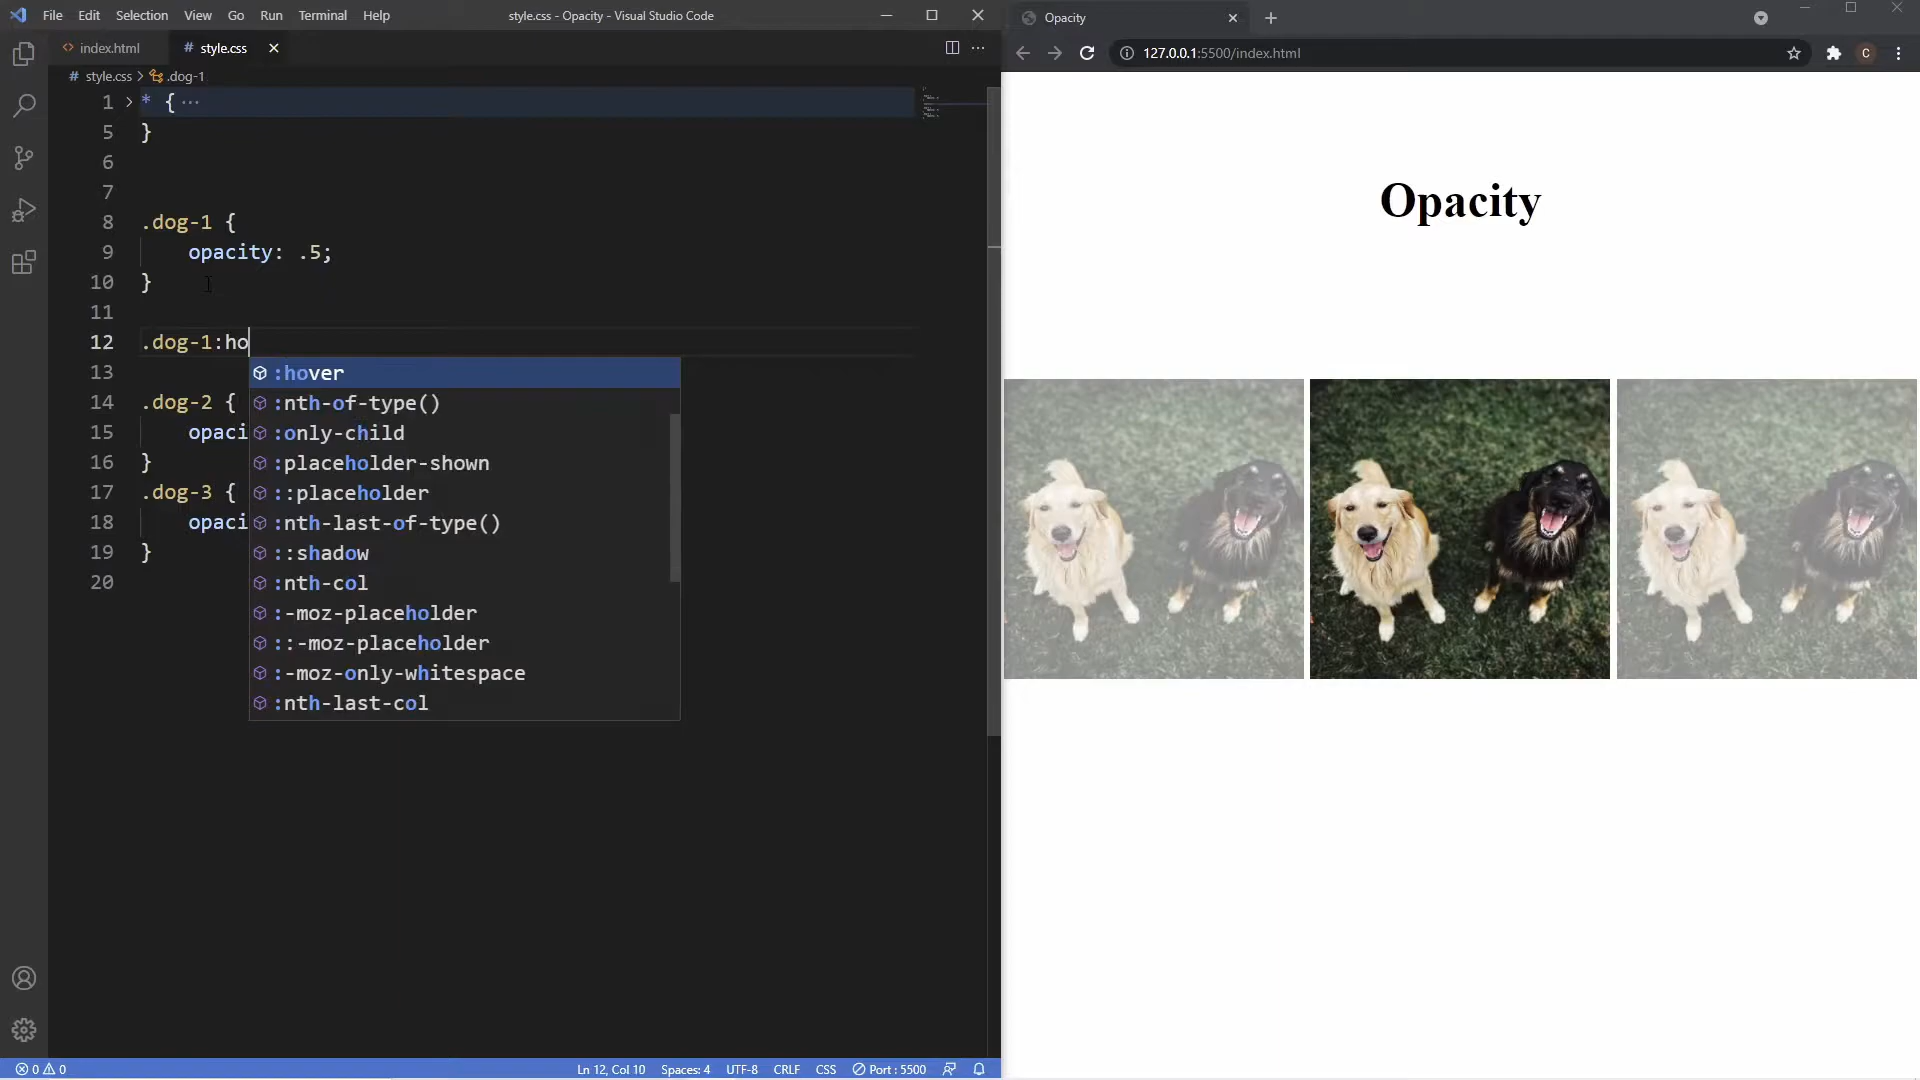 File Edit Selection View Go Run Terminal Help
style.css - Opacity - Visual Studio Code
index.html
# style.css
# style.css > .dog-1
1 * { ···
5 }
6
7
8 .dog-1 {
9 opacity: .5;
10 }
11
12 .dog-1:ho
13
14 .dog-2 {
15 opaci
16 }
17 .dog-3 {
18 opaci
19 }
20
:hover
:nth-of-type()
:only-child
:placeholder-shown
::placeholder
:nth-last-of-type()
::shadow
:nth-col
:-moz-placeholder
::-moz-placeholder
:-moz-only-whitespace
:nth-last-col
0 0
Ln 12, Col 10 Spaces: 4 UTF-8 CRLF CSS Port : 5500
Opacity
127.0.0.1:5500/index.html
C
Opacity